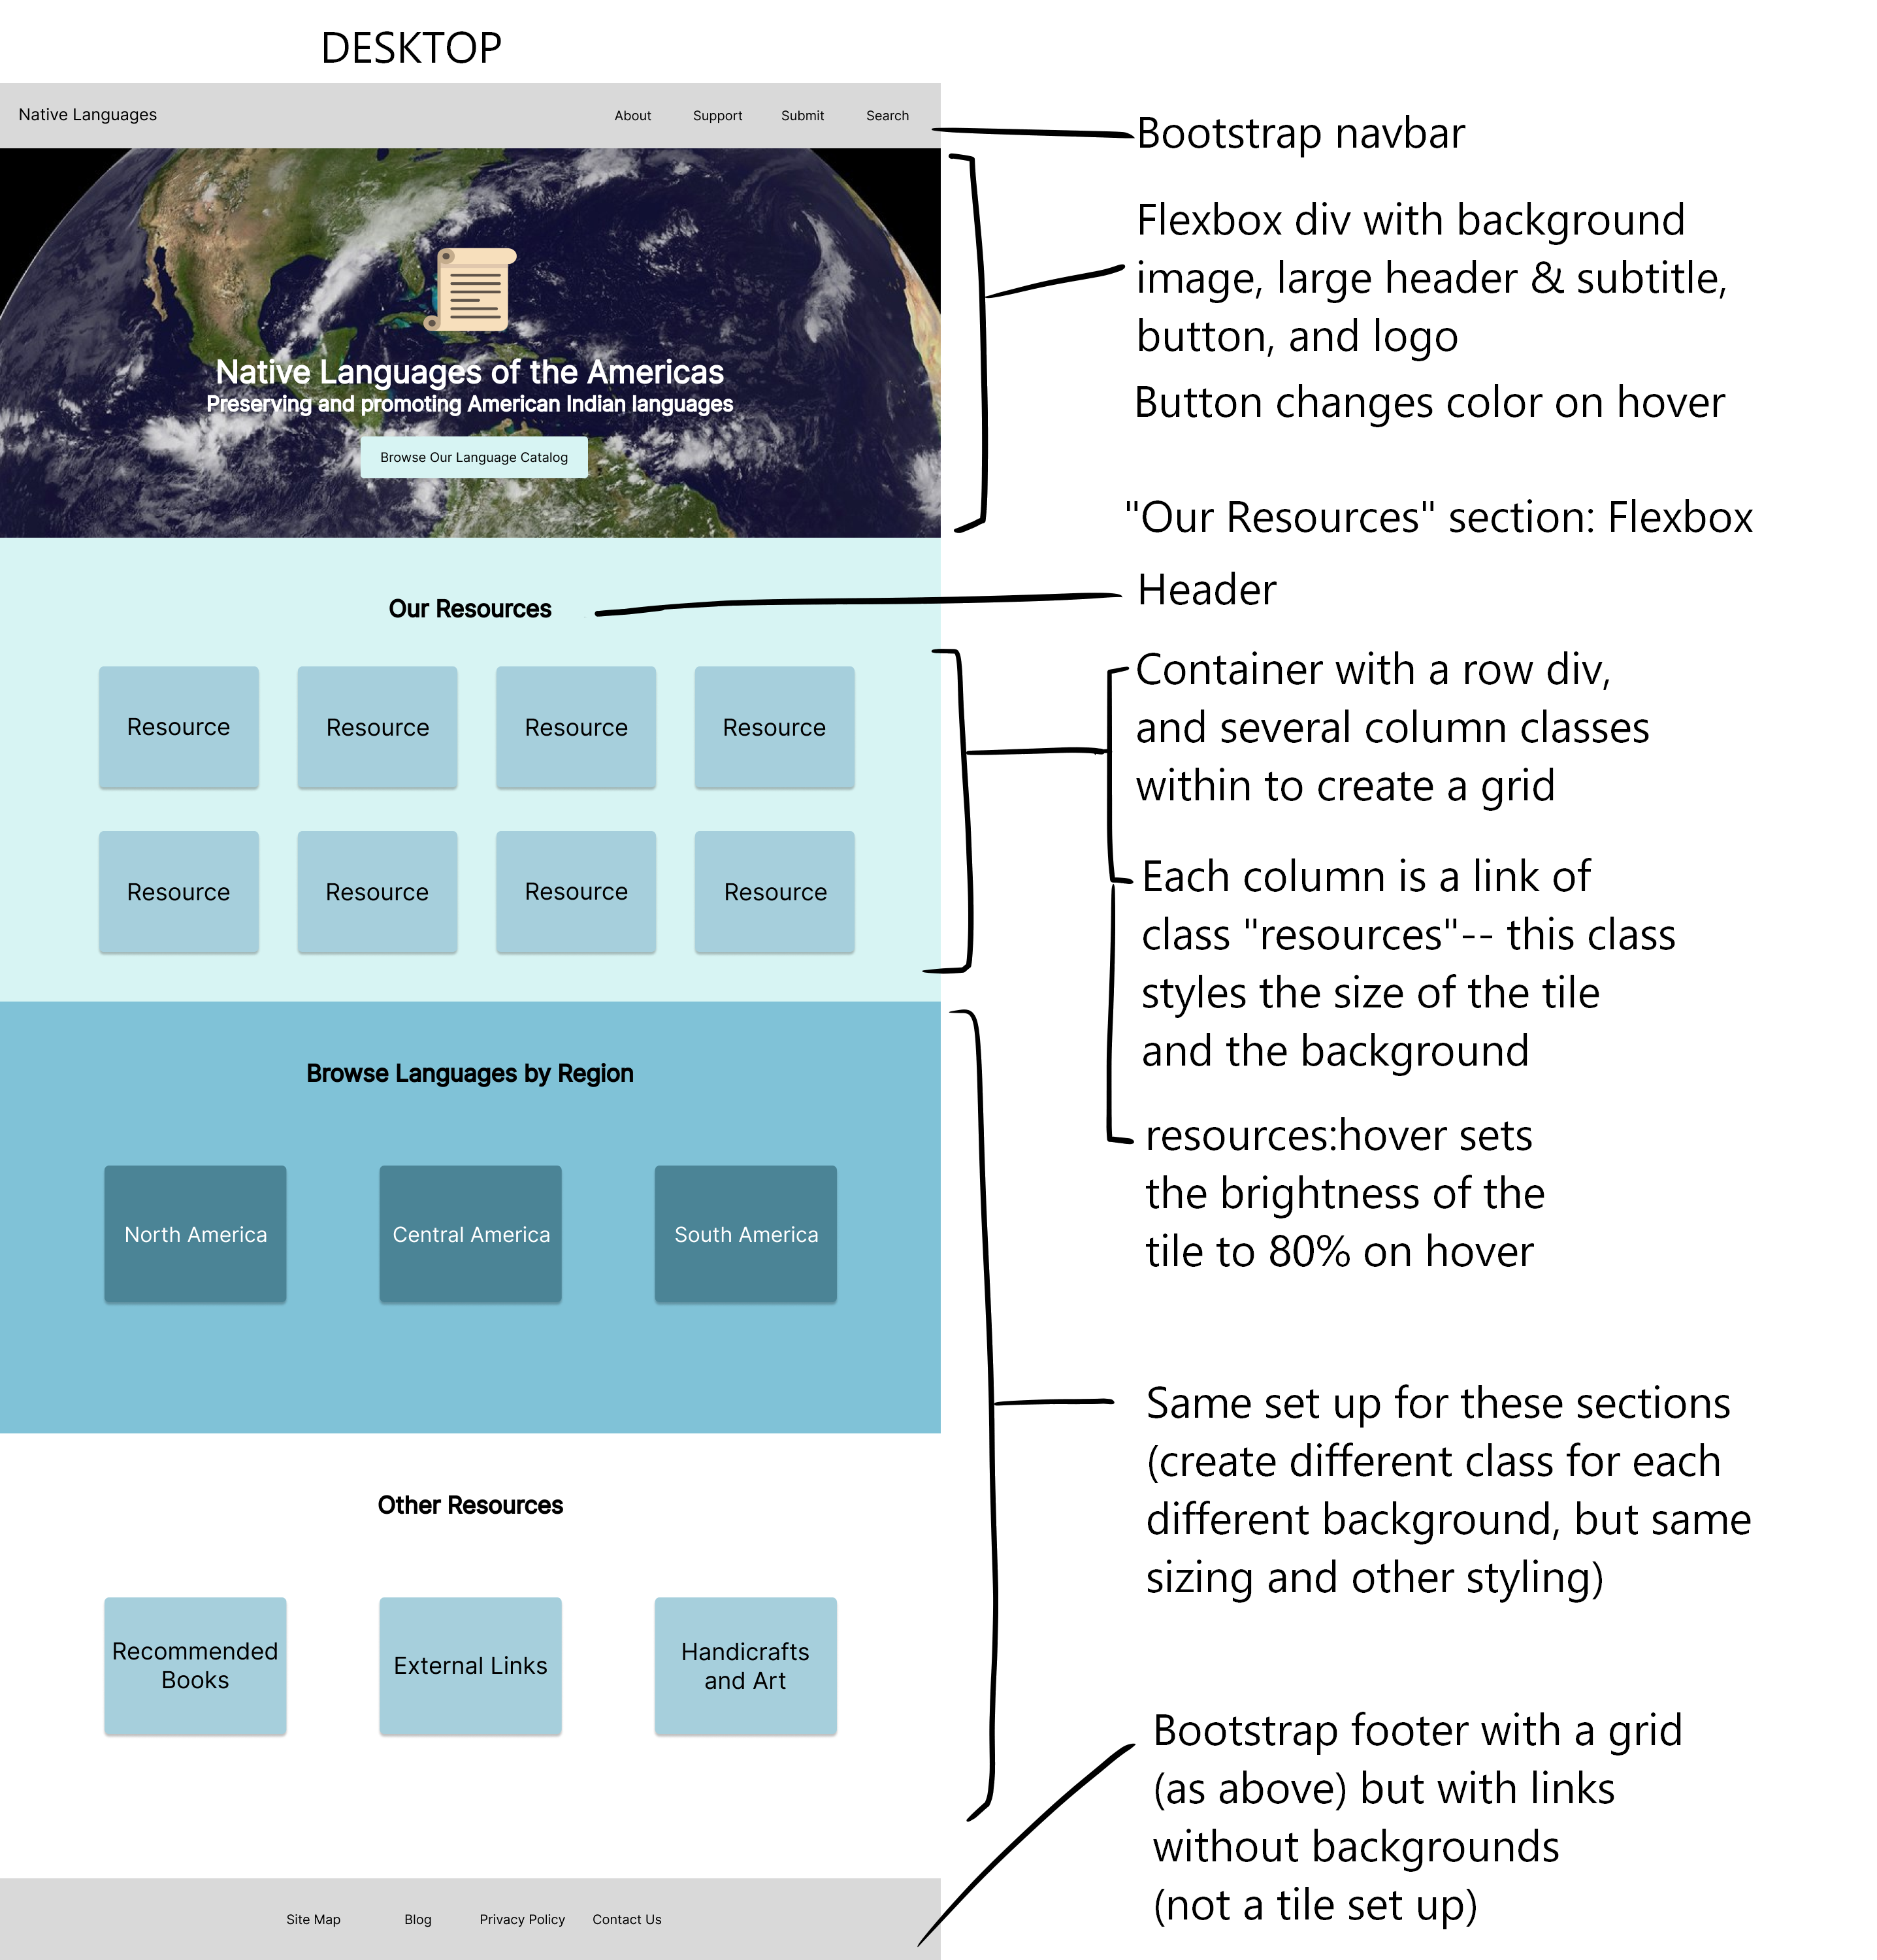 DESKTOP
Native Languages
About Support Submit Search
Native Languages of the Americas
Preserving and promoting American Indian languages
Browse Our Language Catalog
Our Resources
Resource Resource Resource Resource
Resource Resource Resource Resource
Browse Languages by Region
North America Central America South America
Other Resources
Recommended
Books
External Links
Handicrafts
and Art
Site Map Blog Privacy Policy Contact Us
Bootstrap navbar
Flexbox div with background
image, large header & subtitle,
button, and logo
Button changes color on hover
"Our Resources" section: Flexbox
Header
Container with a row div,
and several column classes
within to create a grid
Each column is a link of
class "resources"-- this class
styles the size of the tile
and the background
resources:hover sets
the brightness of the
tile to 80% on hover
Same set up for these sections
(create different class for each
different background, but same
sizing and other styling)
Bootstrap footer with a grid
(as above) but with links
without backgrounds
(not a tile set up)